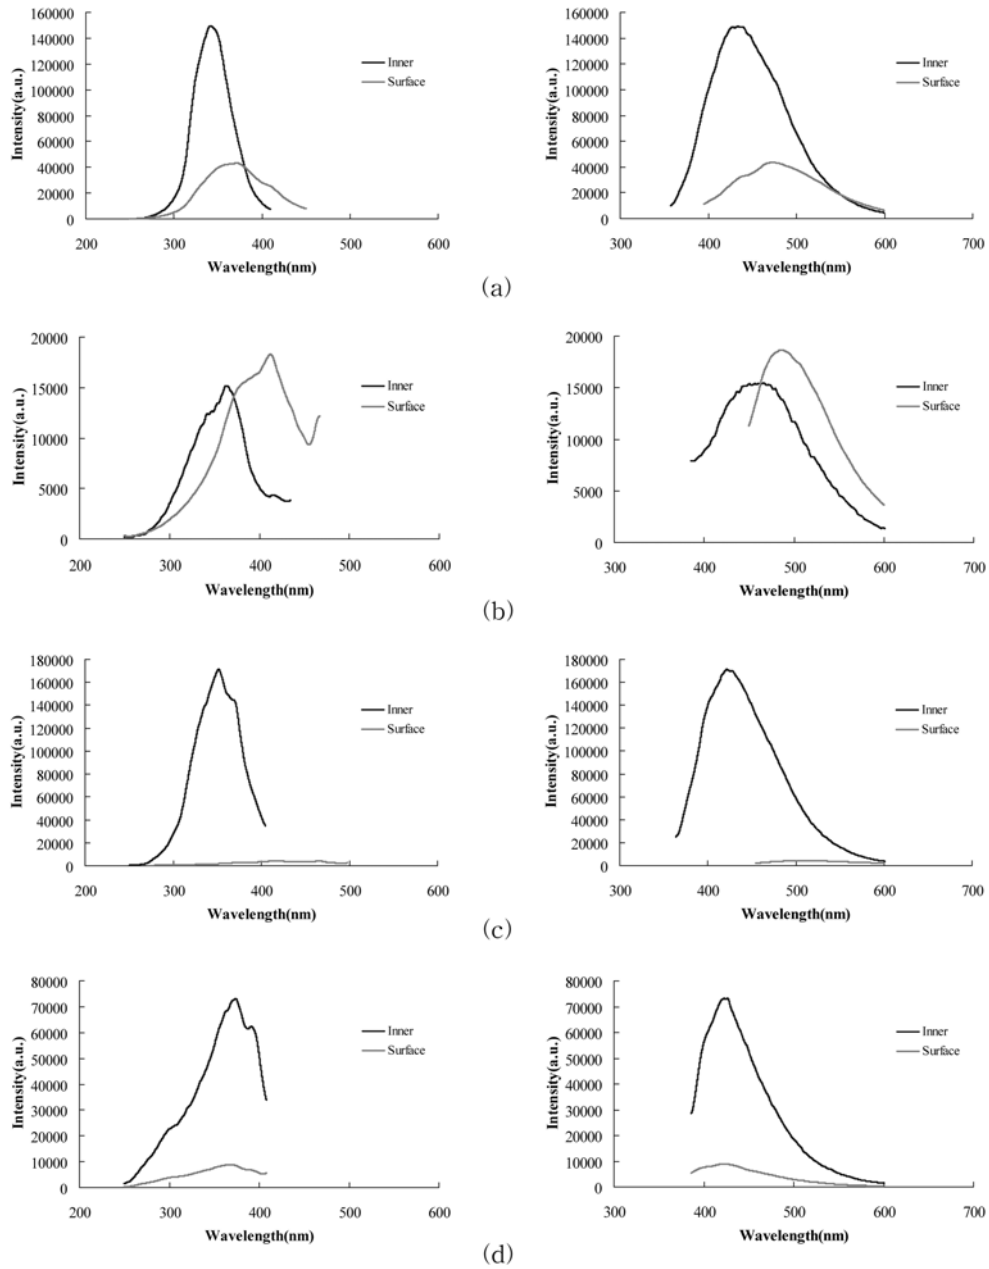 160000
140000
120000
100000
80000
60000
40000
20000
0
Intensity(a.u.)
200 300 400 500 600
Wavelength(nm)
Inner
Surface
160000
140000
120000
100000
80000
60000
40000
20000
0
Intensity(a.u.)
300 400 500 600 700
Wavelength(nm)
Inner
Surface
(a)
20000
15000
10000
5000
0
Intensity(a.u.)
200 300 400 500 600
Wavelength(nm)
Inner
Surface
20000
15000
10000
5000
0
Intensity(a.u.)
300 400 500 600 700
Wavelength(nm)
Inner
Surface
(b)
180000
160000
140000
120000
100000
80000
60000
40000
20000
0
Intensity(a.u.)
200 300 400 500 600
Wavelength(nm)
Inner
Surface
180000
160000
140000
120000
100000
80000
60000
40000
20000
0
Intensity(a.u.)
300 400 500 600 700
Wavelength(nm)
Inner
Surface
(c)
80000
70000
60000
50000
40000
30000
20000
10000
0
Intensity(a.u.)
200 300 400 500 600
Wavelength(nm)
Inner
Surface
80000
70000
60000
50000
40000
30000
20000
10000
0
Intensity(a.u.)
300 400 500 600 700
Wavelength(nm)
Inner
Surface
(d)